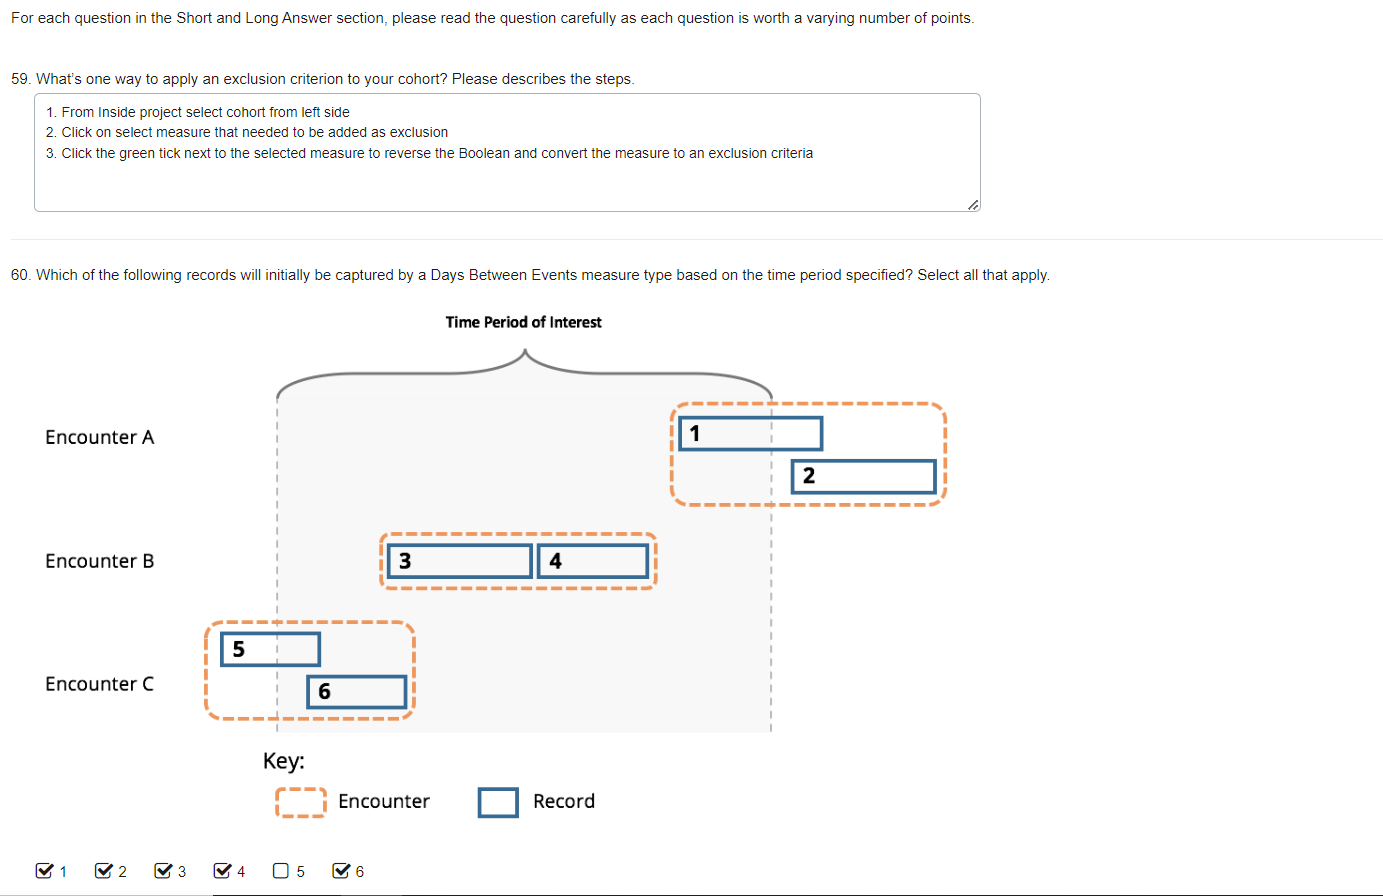 For each question in the Short and Long Answer section, please read the question carefully as each question is worth a varying number of points.
59. What's one way to apply an exclusion criterion to your cohort? Please describes the steps.
1. From Inside project select cohort from left side
2. Click on select measure that needed to be added as exclusion
3. Click the green tick next to the selected measure to reverse the Boolean and convert the measure to an exclusion criteria
60. Which of the following records will initially be captured by a Days Between Events measure type based on the time period specified? Select all that apply.
Time Period of Interest
Encounter A
1
2
Encounter B
3 4
5
Encounter C
6
Key:
Encounter Record
1 2 3 4 5 6